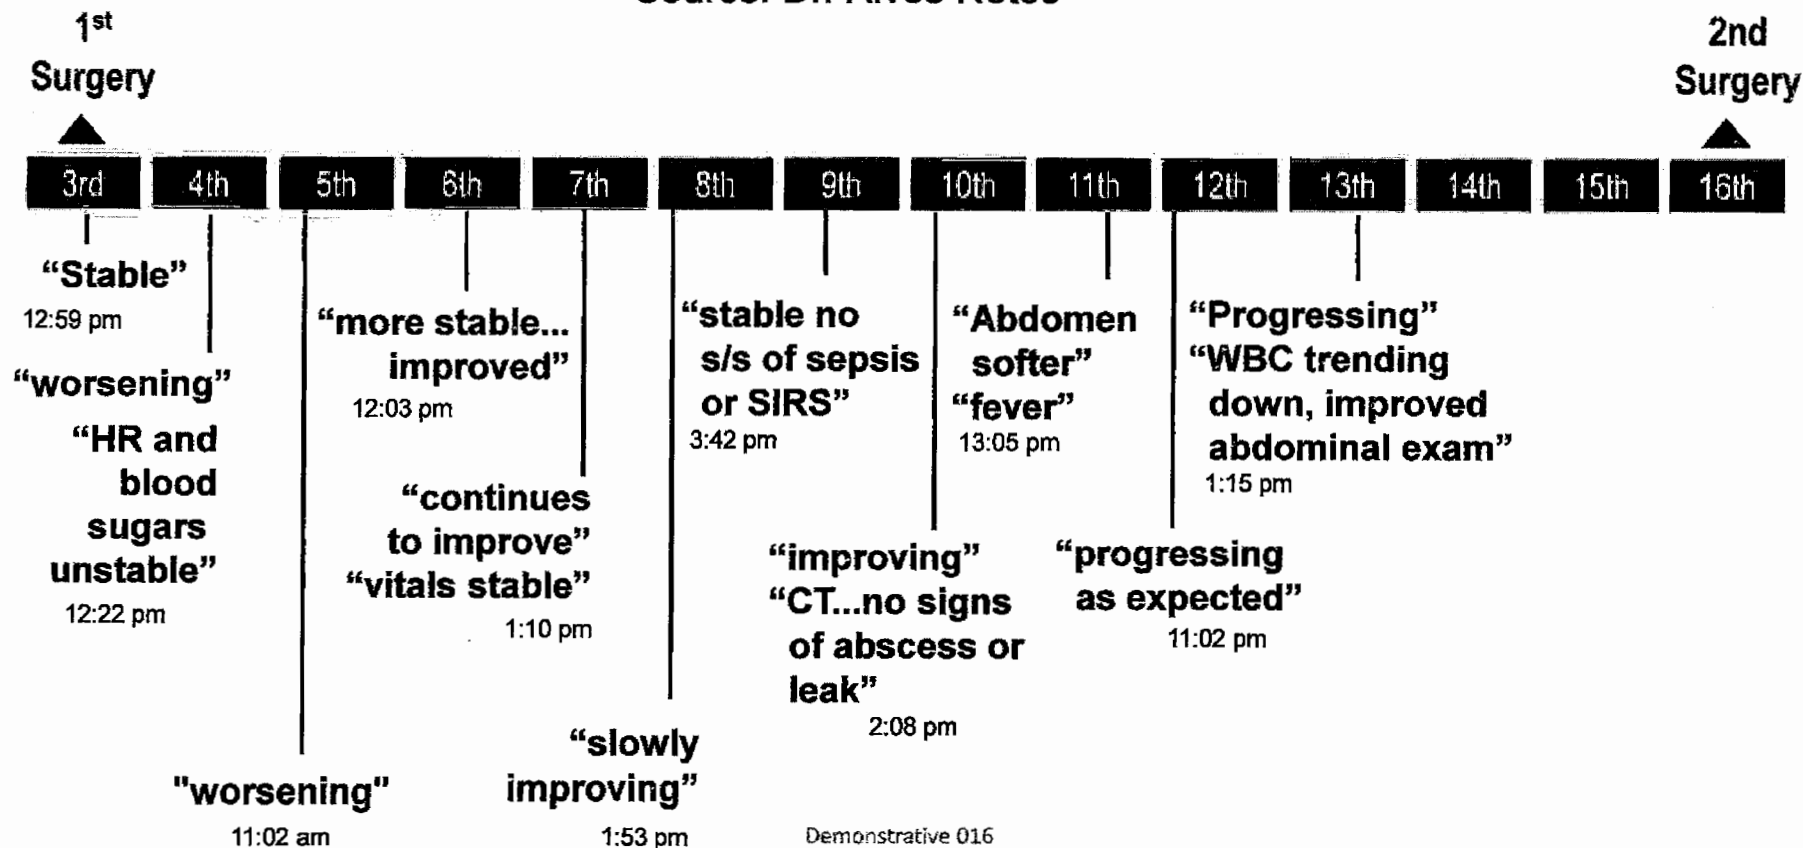 1st
Surgery
2nd
Surgery
3rd 4th 5th 6th 7th 8th 9th 10th 11th 12th 13th 14th 15th 16th
“Stable”
12:59 pm
“worsening”
“HR and
blood
sugars
unstable”
12:22 pm
"worsening"
11:02 am
“more stable...
improved”
12:03 pm
“continues
to improve”
“vitals stable”
1:10 pm
“slowly
improving”
1:53 pm
“stable no
s/s of sepsis
or SIRS”
3:42 pm
“improving”
“CT...no signs
of abscess or
leak”
2:08 pm
“Abdomen
softer”
“fever”
13:05 pm
“progressing
as expected”
11:02 pm
“Progressing”
“WBC trending
down, improved
abdominal exam”
1:15 pm
Demonstrative 016